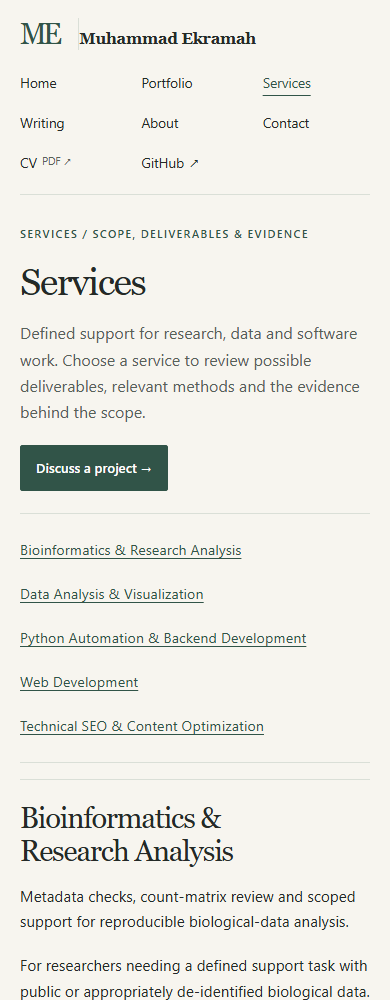 ME Muhammad Ekramah
Home Portfolio Services
Writing About Contact
CV PDF ↗ GitHub ↗
SERVICES / SCOPE, DELIVERABLES & EVIDENCE
Services
Defined support for research, data and software
work. Choose a service to review possible
deliverables, relevant methods and the evidence
behind the scope.
Discuss a project →
Bioinformatics & Research Analysis
Data Analysis & Visualization
Python Automation & Backend Development
Web Development
Technical SEO & Content Optimization
Bioinformatics &
Research Analysis
Metadata checks, count-matrix review and scoped
support for reproducible biological-data analysis.
For researchers needing a defined support task with
public or appropriately de-identified biological data.